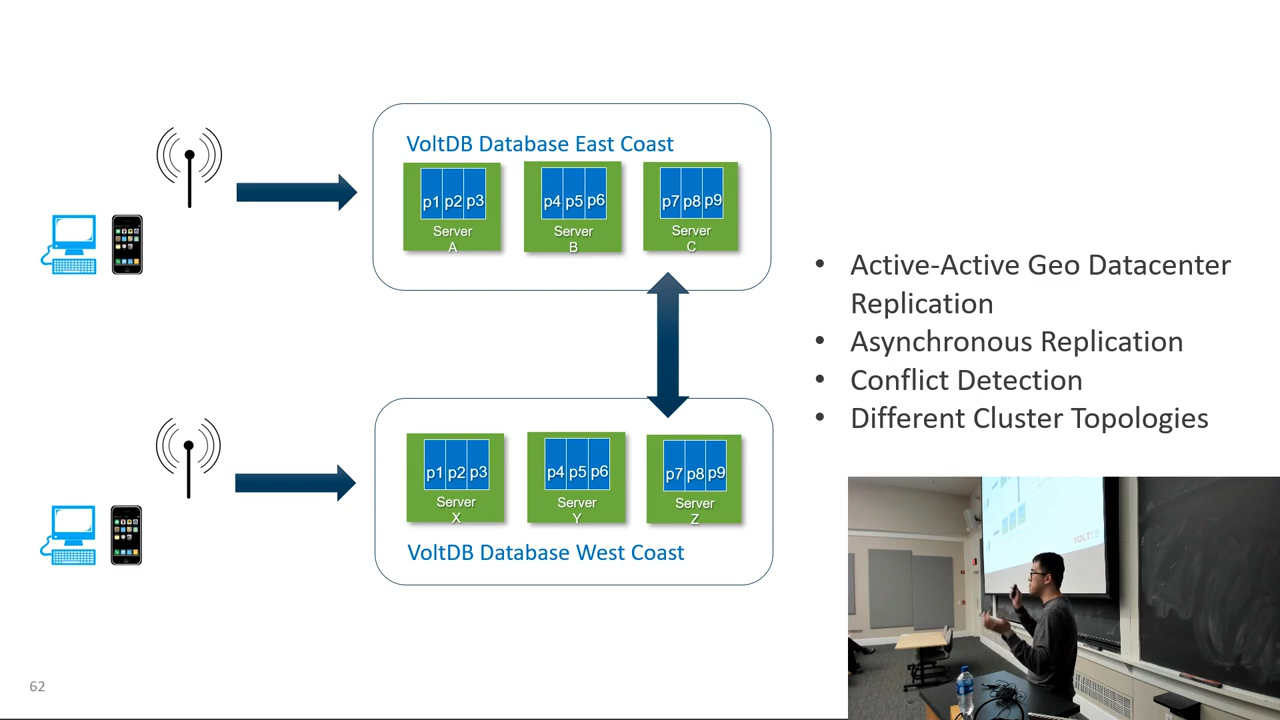 VoltDB Database East Coast
p1 p2 p3
Server
A
p4 p5 p6
Server
B
p7 p8 p9
Server
C
• Active-Active Geo Datacenter
Replication
• Asynchronous Replication
• Conflict Detection
• Different Cluster Topologies
p1 p2 p3
Server
X
p4 p5 p6
Server
Y
p7 p8 p9
Server
Z
VoltDB Database West Coast
VOLTDB
62